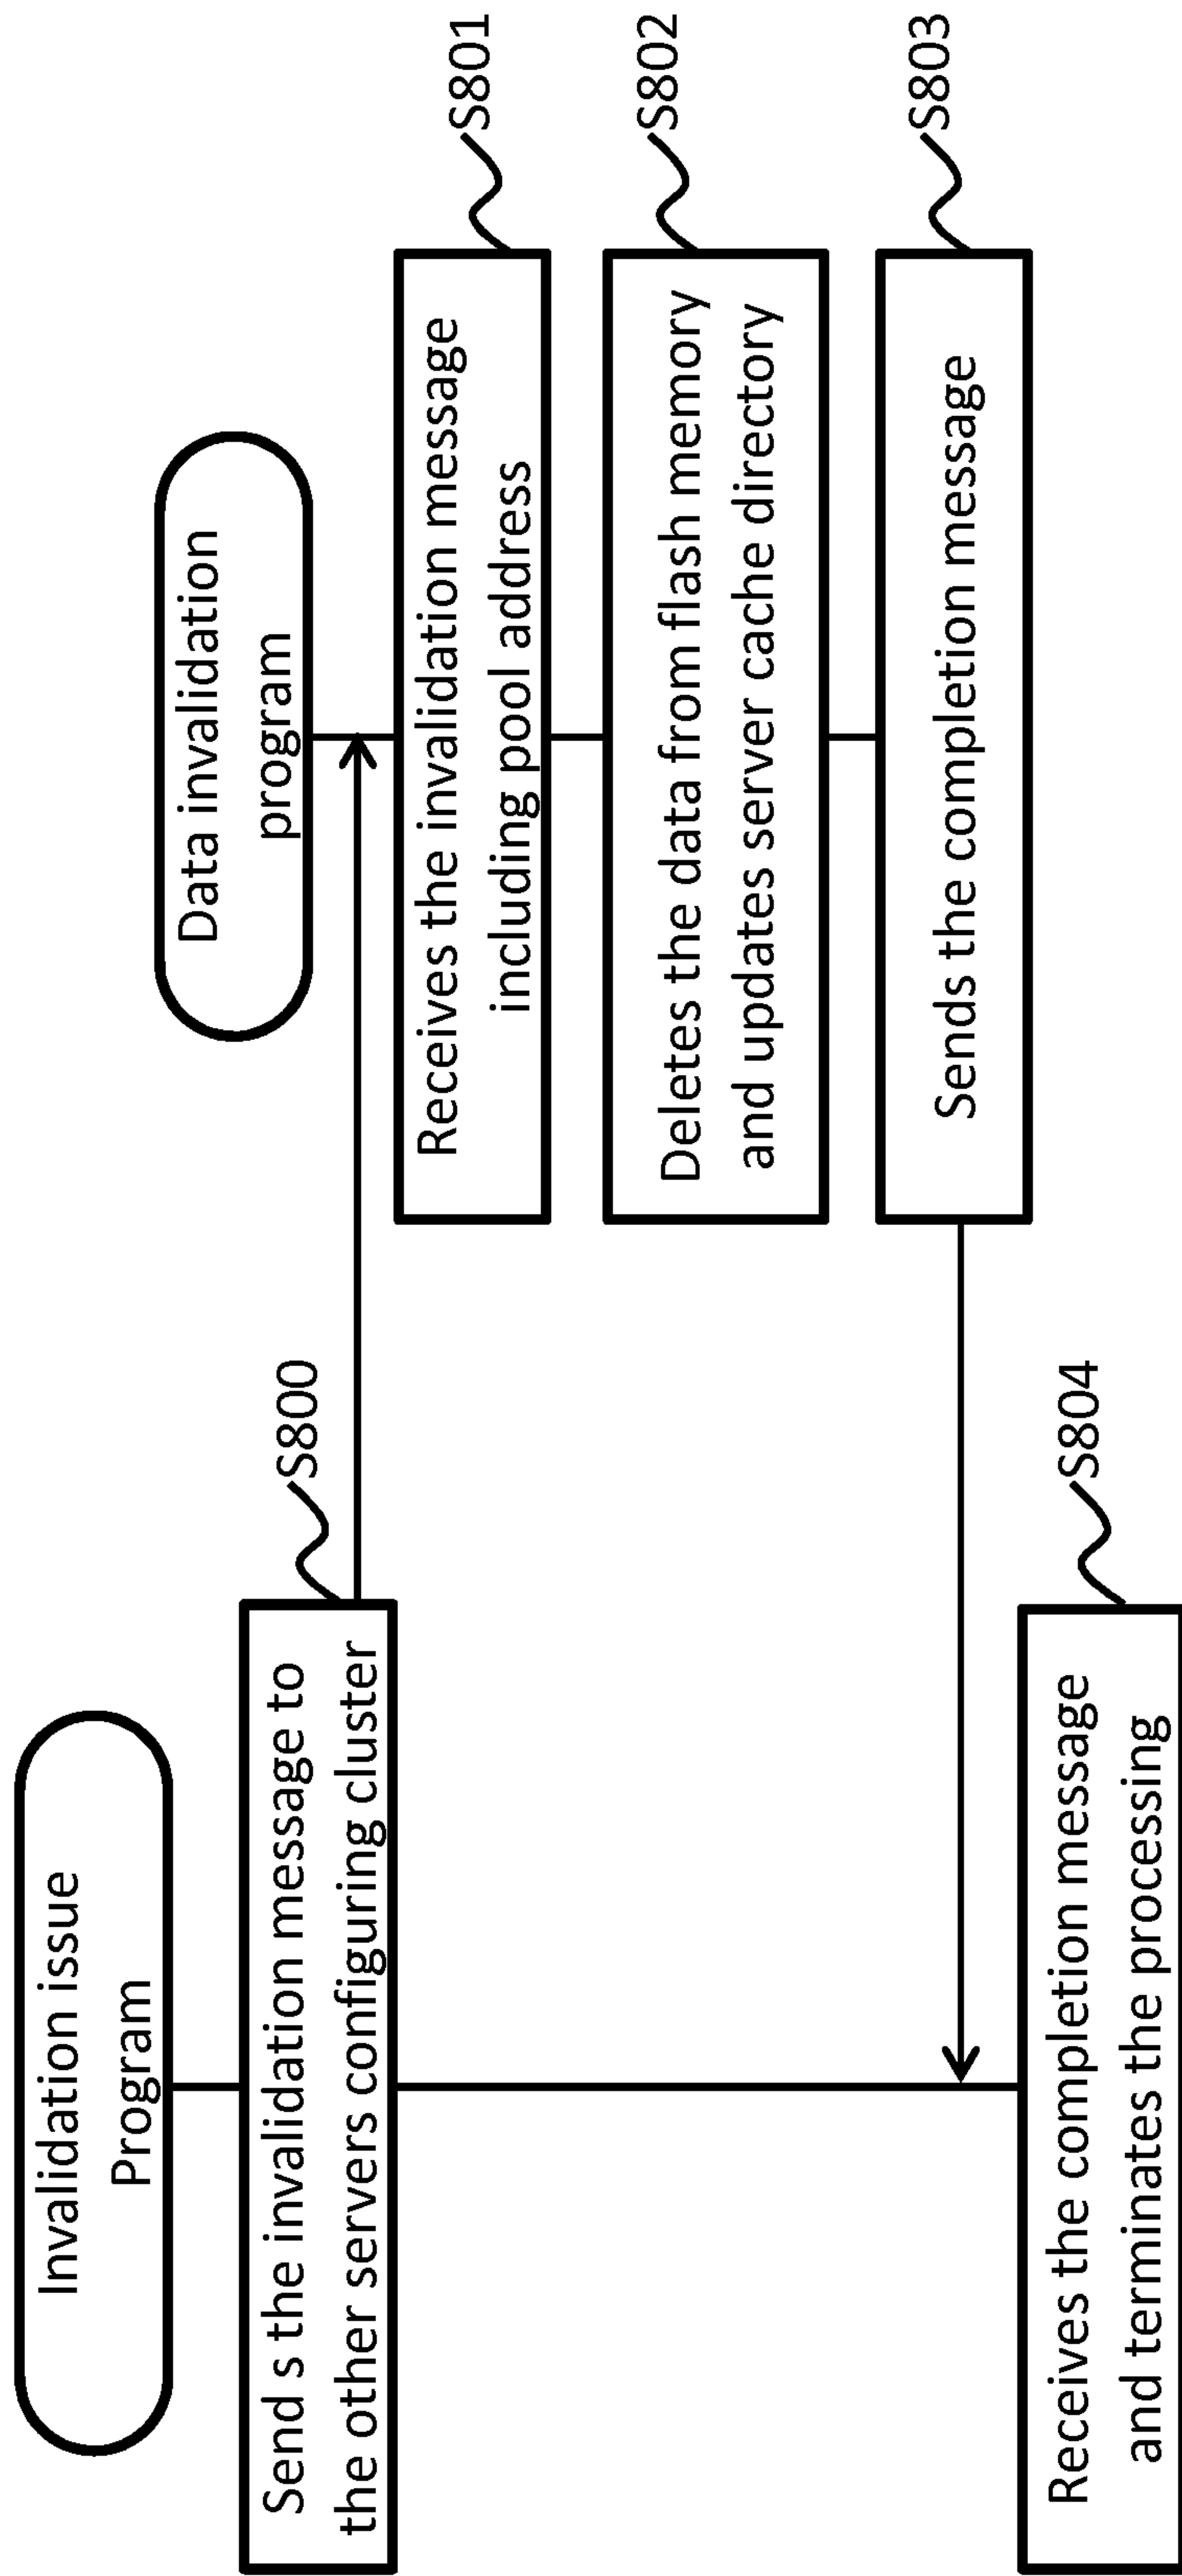 Invalidation issue
Program
Send s the invalidation message to
the other servers configuring cluster
S800
Data invalidation
program
Receives the invalidation message
including pool address
S801
Deletes the data from flash memory
and updates server cache directory
S802
Sends the completion message
S803
Receives the completion message
and terminates the processing
S804